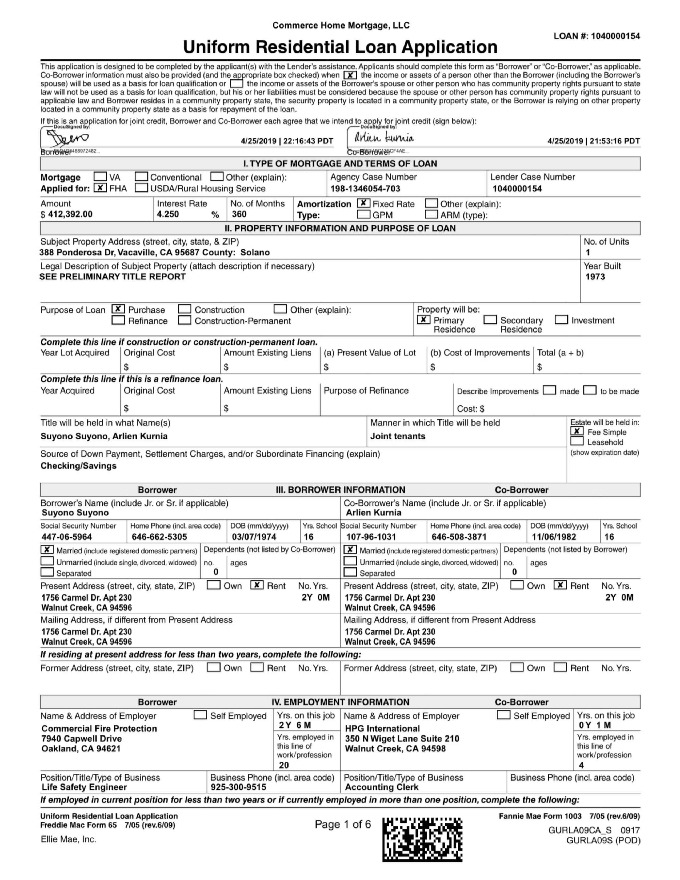 Commerce Home Mortgage, LLC
LOAN #: 1040000154
Uniform Residential Loan Application
This application is designed to be completed by the applicant(s) with the Lender's assistance. Applicants should complete this form as "Borrower" or "Co-Borrower," as applicable.
Co-Borrower information must also be provided (and the appropriate box checked) when [X] the income or assets of a person other than the Borrower (including the Borrower's
spouse) will be used as a basis for loan qualification or [ ] the income or assets of the Borrower's spouse or other person who has community property rights pursuant to state
law will not be used as a basis for loan qualification, but his or her liabilities must be considered because the spouse or other person has community property rights pursuant to
applicable law and Borrower resides in a community property state, the security property is located in a community property state, or the Borrower is relying on other property
located in a community property state as a basis for repayment of the loan.
If this is an application for joint credit, Borrower and Co-Borrower each agree that we intend to apply for joint credit (sign below):
DocuSigned by: DocuSigned by:
4/25/2019 | 22:16:43 PDT Arlien Kurnia 4/25/2019 | 21:53:16 PDT
Borrower Co-Borrower
I. TYPE OF MORTGAGE AND TERMS OF LOAN
Mortgage [ ] VA [ ] Conventional [ ] Other (explain): Agency Case Number Lender Case Number
Applied for: [X] FHA [ ] USDA/Rural Housing Service 198-1346054-703 1040000154
Amount Interest Rate No. of Months Amortization [X] Fixed Rate [ ] Other (explain):
$ 412,392.00 4.250 % 360 Type: [ ] GPM [ ] ARM (type):
II. PROPERTY INFORMATION AND PURPOSE OF LOAN
Subject Property Address (street, city, state, & ZIP) No. of Units
388 Ponderosa Dr, Vacaville, CA 95687 County: Solano 1
Legal Description of Subject Property (attach description if necessary) Year Built
SEE PRELIMINARY TITLE REPORT 1973
Purpose of Loan [X] Purchase [ ] Construction [ ] Other (explain): Property will be:
[ ] Refinance [ ] Construction-Permanent [X] Primary Residence [ ] Secondary Residence [ ] Investment
Complete this line if construction or construction-permanent loan.
Year Lot Acquired Original Cost Amount Existing Liens (a) Present Value of Lot (b) Cost of Improvements Total (a + b)
$ $ $ $ $
Complete this line if this is a refinance loan.
Year Acquired Original Cost Amount Existing Liens Purpose of Refinance Describe Improvements [ ] made [ ] to be made
$ $ Cost: $
Title will be held in what Name(s) Manner in which Title will be held Estate will be held in:
Suyono Suyono, Arlien Kurnia Joint tenants [X] Fee Simple
[ ] Leasehold
Source of Down Payment, Settlement Charges, and/or Subordinate Financing (explain) (show expiration date)
Checking/Savings
Borrower III. BORROWER INFORMATION Co-Borrower
Borrower's Name (include Jr. or Sr. if applicable) Co-Borrower's Name (include Jr. or Sr. if applicable)
Suyono Suyono Arlien Kurnia
Social Security Number Home Phone (incl. area code) DOB (mm/dd/yyyy) Yrs. School Social Security Number Home Phone (incl. area code) DOB (mm/dd/yyyy) Yrs. School
447-06-5964 646-662-5305 03/07/1974 16 107-96-1031 646-508-3871 11/06/1982 16
[X] Married (include registered domestic partners) Dependents (not listed by Co-Borrower) [X] Married (include registered domestic partners) Dependents (not listed by Borrower)
[ ] Unmarried (include single, divorced, widowed) no. ages [ ] Unmarried (include single, divorced, widowed) no. ages
[ ] Separated 0 [ ] Separated 0
Present Address (street, city, state, ZIP) [ ] Own [X] Rent No. Yrs. Present Address (street, city, state, ZIP) [ ] Own [X] Rent No. Yrs.
1756 Carmel Dr. Apt 230 2Y 0M 1756 Carmel Dr. Apt 230 2Y 0M
Walnut Creek, CA 94596 Walnut Creek, CA 94596
Mailing Address, if different from Present Address Mailing Address, if different from Present Address
1756 Carmel Dr. Apt 230 1756 Carmel Dr. Apt 230
Walnut Creek, CA 94596 Walnut Creek, CA 94596
If residing at present address for less than two years, complete the following:
Former Address (street, city, state, ZIP) [ ] Own [ ] Rent No. Yrs. Former Address (street, city, state, ZIP) [ ] Own [ ] Rent No. Yrs.
Borrower IV. EMPLOYMENT INFORMATION Co-Borrower
Name & Address of Employer [ ] Self Employed Yrs. on this job Name & Address of Employer [ ] Self Employed Yrs. on this job
Commercial Fire Protection 2Y 6M HPG International 0Y 1M
7940 Capwell Drive Yrs. employed in this line of work/profession 350 N Wiget Lane Suite 210 Yrs. employed in this line of work/profession
Oakland, CA 94621 20 Walnut Creek, CA 94598 4
Position/Title/Type of Business Business Phone (incl. area code) Position/Title/Type of Business Business Phone (incl. area code)
Life Safety Engineer 925-300-9515 Accounting Clerk
If employed in current position for less than two years or if currently employed in more than one position, complete the following:
Uniform Residential Loan Application Fannie Mae Form 1003 7/05 (rev.6/09)
Freddie Mac Form 65 7/05 (rev.6/09) Page 1 of 6 GURLA09CA_S 0917
Ellie Mae, Inc. GURLA09S (POD)